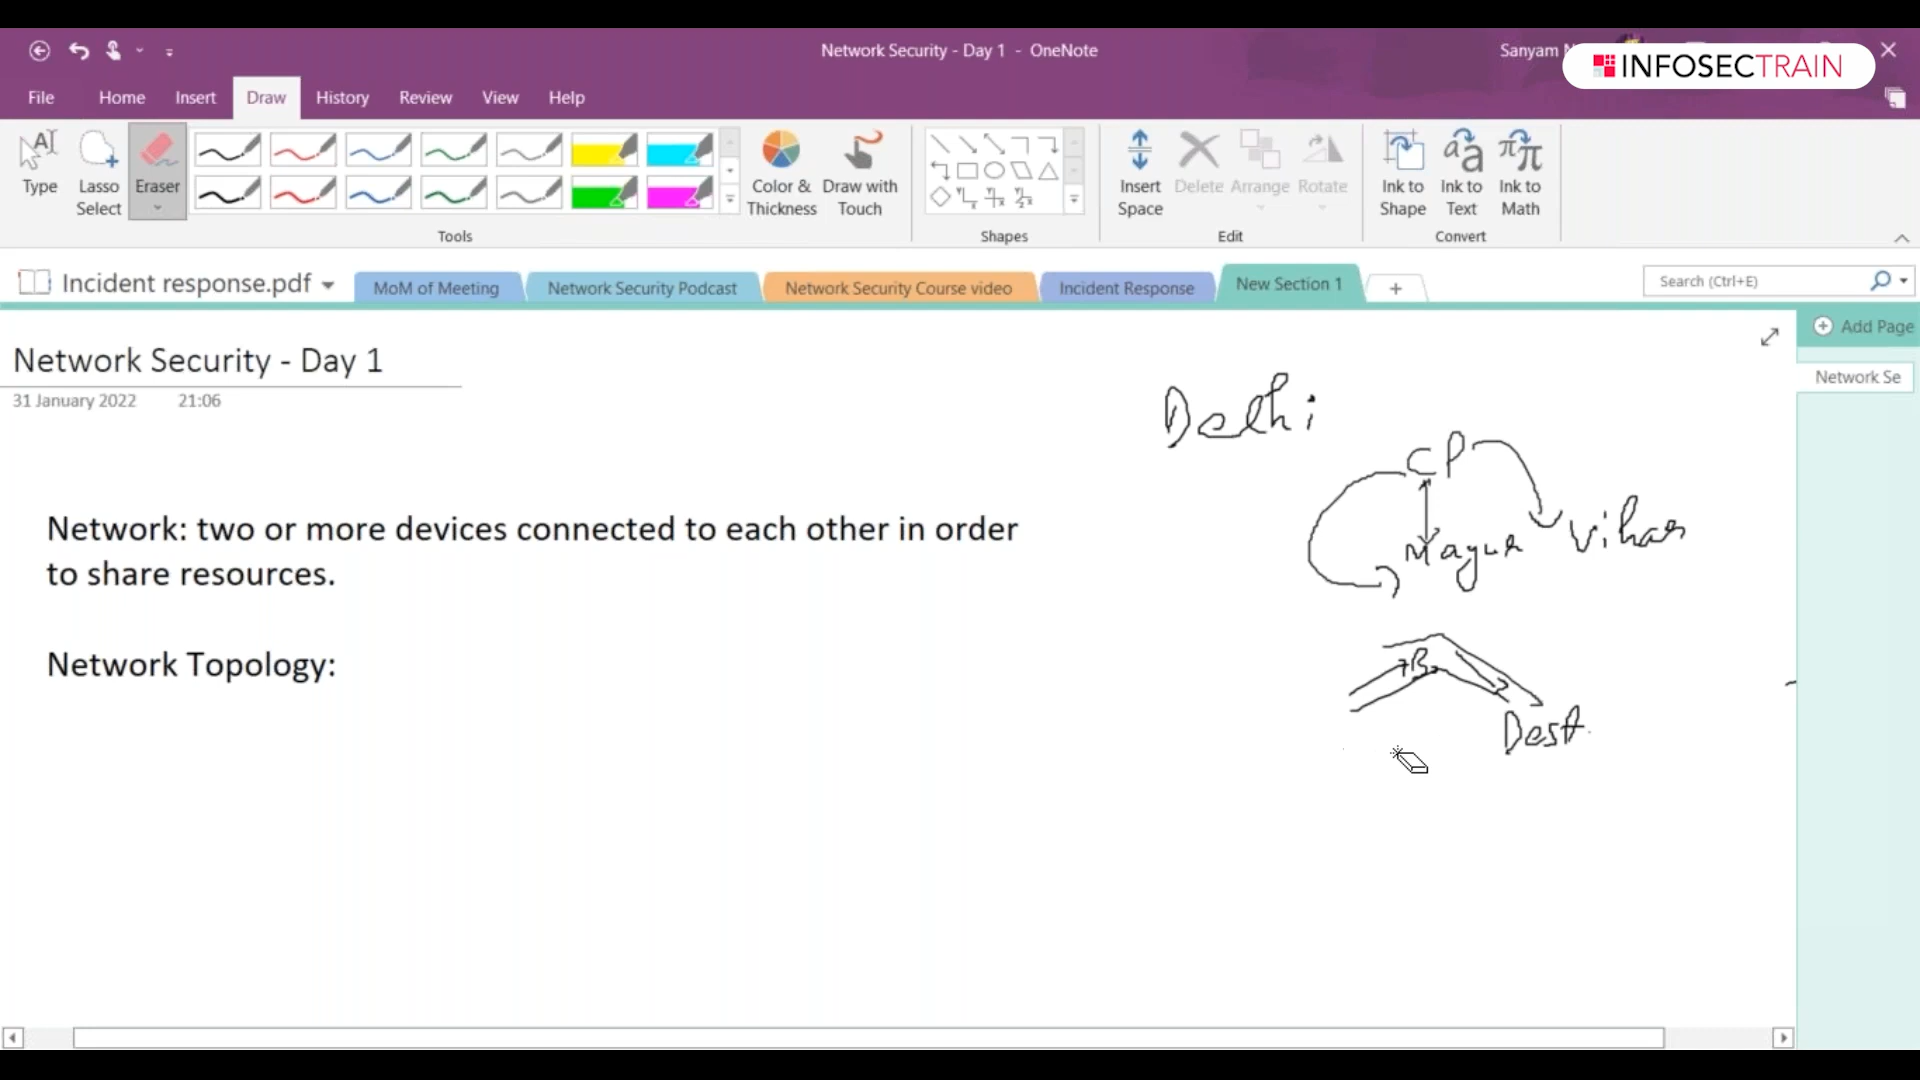 Network Security - Day 1 - OneNote
Sanyam
INFOSECTRAIN
File Home Insert Draw History Review View Help
Type
Lasso Select
Eraser
Color & Thickness
Draw with Touch
Insert Space
Delete Arrange Rotate
Ink to Shape
Ink to Text
Ink to Math
Tools Shapes Edit Convert
Incident response.pdf
MoM of Meeting
Network Security Podcast
Network Security Course video
Incident Response
New Section 1
+
Search (Ctrl+E)
Add Page
Network Se
Network Security - Day 1
31 January 2022 21:06
Delhi
CP
Mayur Vihar
Network: two or more devices connected to each other in order
to share resources.
Network Topology:
B
Dest.